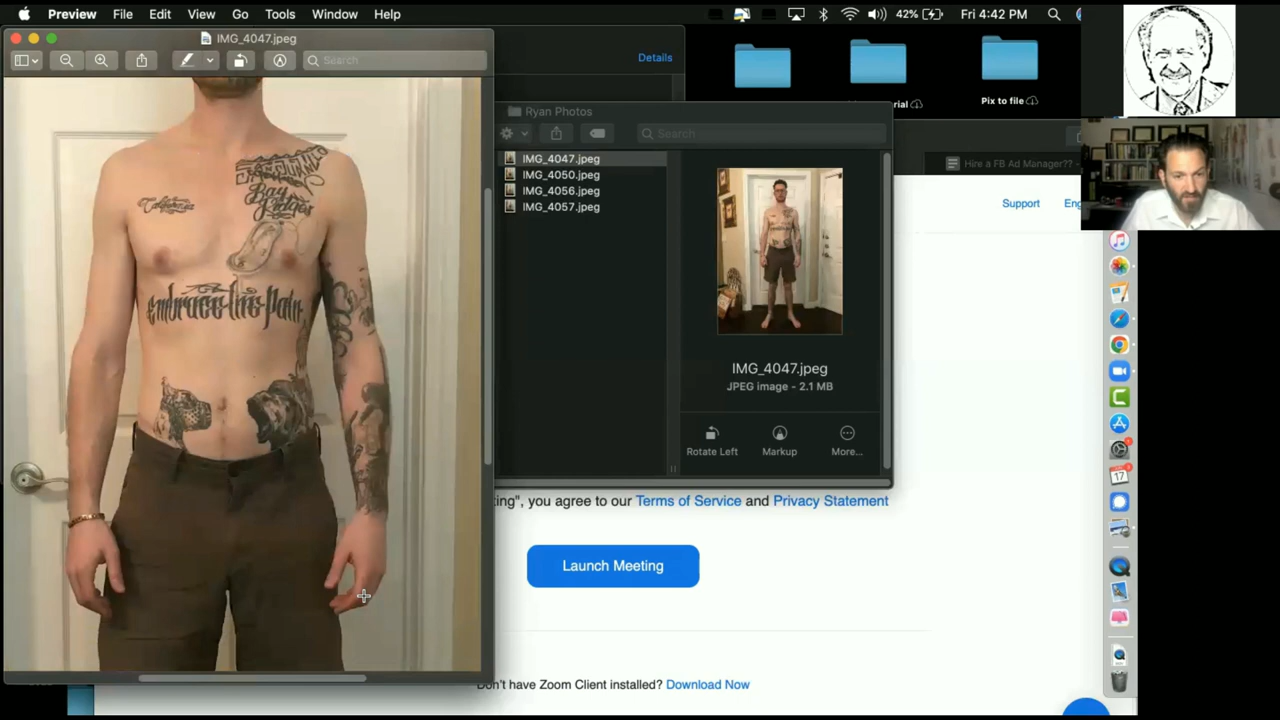 Preview File Edit View Go Tools Window Help 42% Fri 4:42 PM
IMG_4047.jpeg
Search
Details
Pix to file
Ryan Photos
Search
IMG_4047.jpeg
IMG_4050.jpeg
IMG_4056.jpeg
IMG_4057.jpeg
IMG_4047.jpeg
JPEG image - 2.1 MB
Rotate Left Markup More...
Hire a FB Ad Manager?? -
Support
California
Bay
embrace the pain
you agree to our Terms of Service and Privacy Statement
Launch Meeting
Don't have Zoom Client installed? Download Now
17